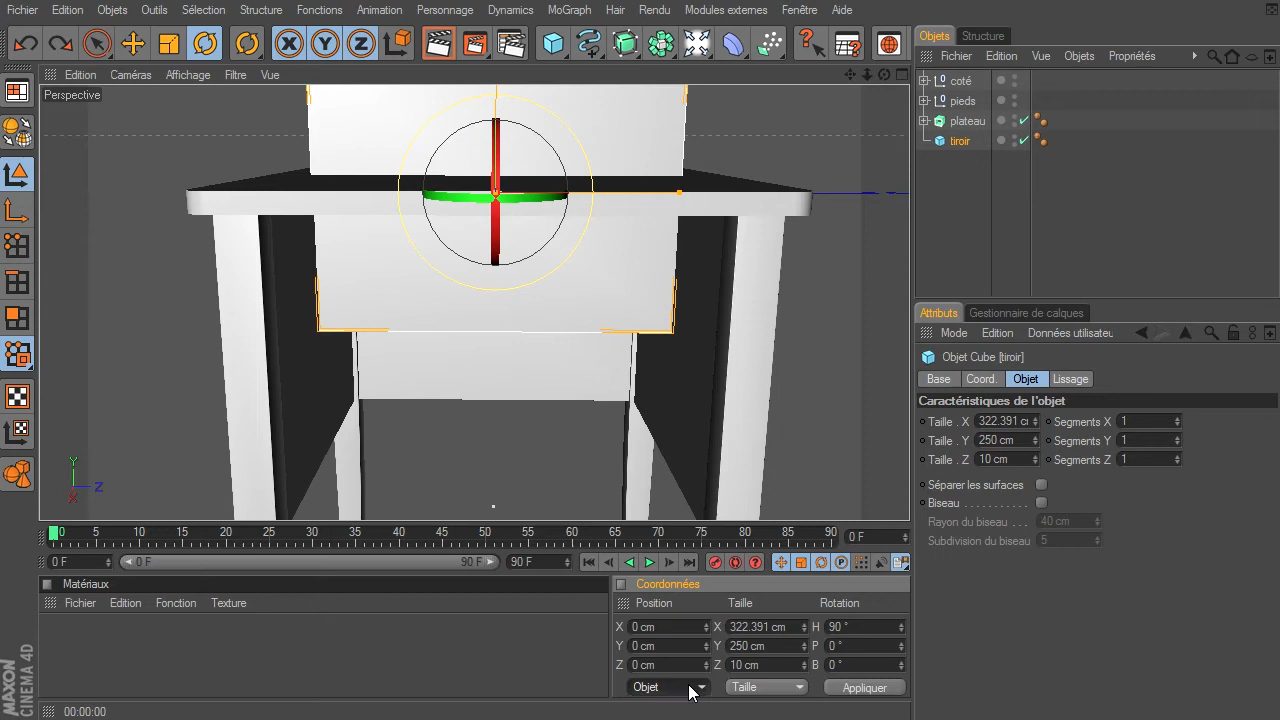 Fichier Edition Objets Outils Sélection Structure Fonctions Animation Personnage Dynamics MoGraph Hair Rendu Modules externes Fenêtre Aide
X Y Z
Objets Structure
Fichier Edition Vue Objets Propriétés
Edition Caméras Affichage Filtre Vue
Perspective
coté
pieds
plateau
tiroir
Y
Z
X
Attributs Gestionnaire de calques
Mode Edition Données utilisateu
Objet Cube [tiroir]
Base Coord. Objet Lissage
Caractéristiques de l'objet
Taille . X 322.391 c Segments X 1
Taille . Y 250 cm Segments Y 1
Taille . Z 10 cm Segments Z 1
Séparer les surfaces
Biseau
Rayon du biseau . . . 40 cm
Subdivision du biseau 5
0 5 10 15 20 25 30 35 40 45 50 55 60 65 70 75 80 85 90 0 F
0 F 0 F 90 F 90 F
Matériaux
Fichier Edition Fonction Texture
Coordonnées
Position Taille Rotation
X 0 cm X 322.391 cm H 90 °
Y 0 cm Y 250 cm P 0 °
Z 0 cm Z 10 cm B 0 °
Objet Taille Appliquer
MAXON
CINEMA 4D
00:00:00